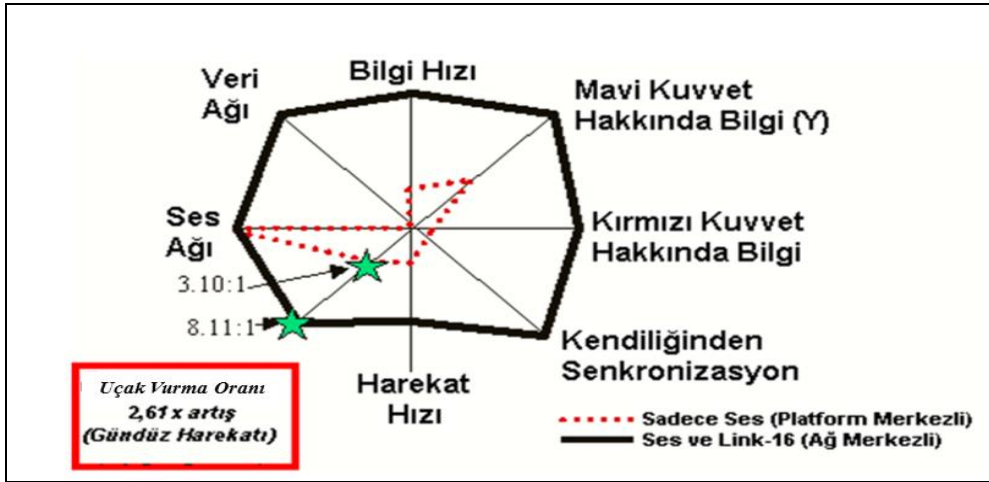 Bilgi Hızı
Veri
Ağı
Mavi Kuvvet
Hakkında Bilgi (Y)
Ses
Ağı
Kırmızı Kuvvet
Hakkında Bilgi
3.10:1
8.11:1
Kendiliğinden
Senkronizasyon
Harekat
Hızı
Uçak Vurma Oranı
2,61 x artış
(Gündüz Harekatı)
Sadece Ses (Platform Merkezli)
Ses ve Link-16 (Ağ Merkezli)